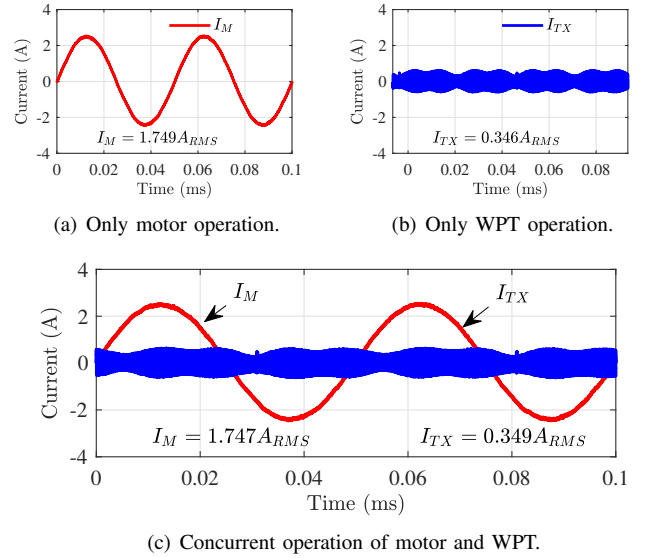 4
2
0
-2
-4
Current (A)
I_M
I_M = 1.749A_RMS
0 0.02 0.04 0.06 0.08 0.1
Time (ms)
(a) Only motor operation.
4
2
0
-2
-4
Current (A)
I_TX
I_TX = 0.346A_RMS
0 0.02 0.04 0.06 0.08
Time (ms)
(b) Only WPT operation.
4
2
0
-2
-4
Current (A)
I_M
I_TX
I_M = 1.747A_RMS
I_TX = 0.349A_RMS
0 0.02 0.04 0.06 0.08 0.1
Time (ms)
(c) Concurrent operation of motor and WPT.